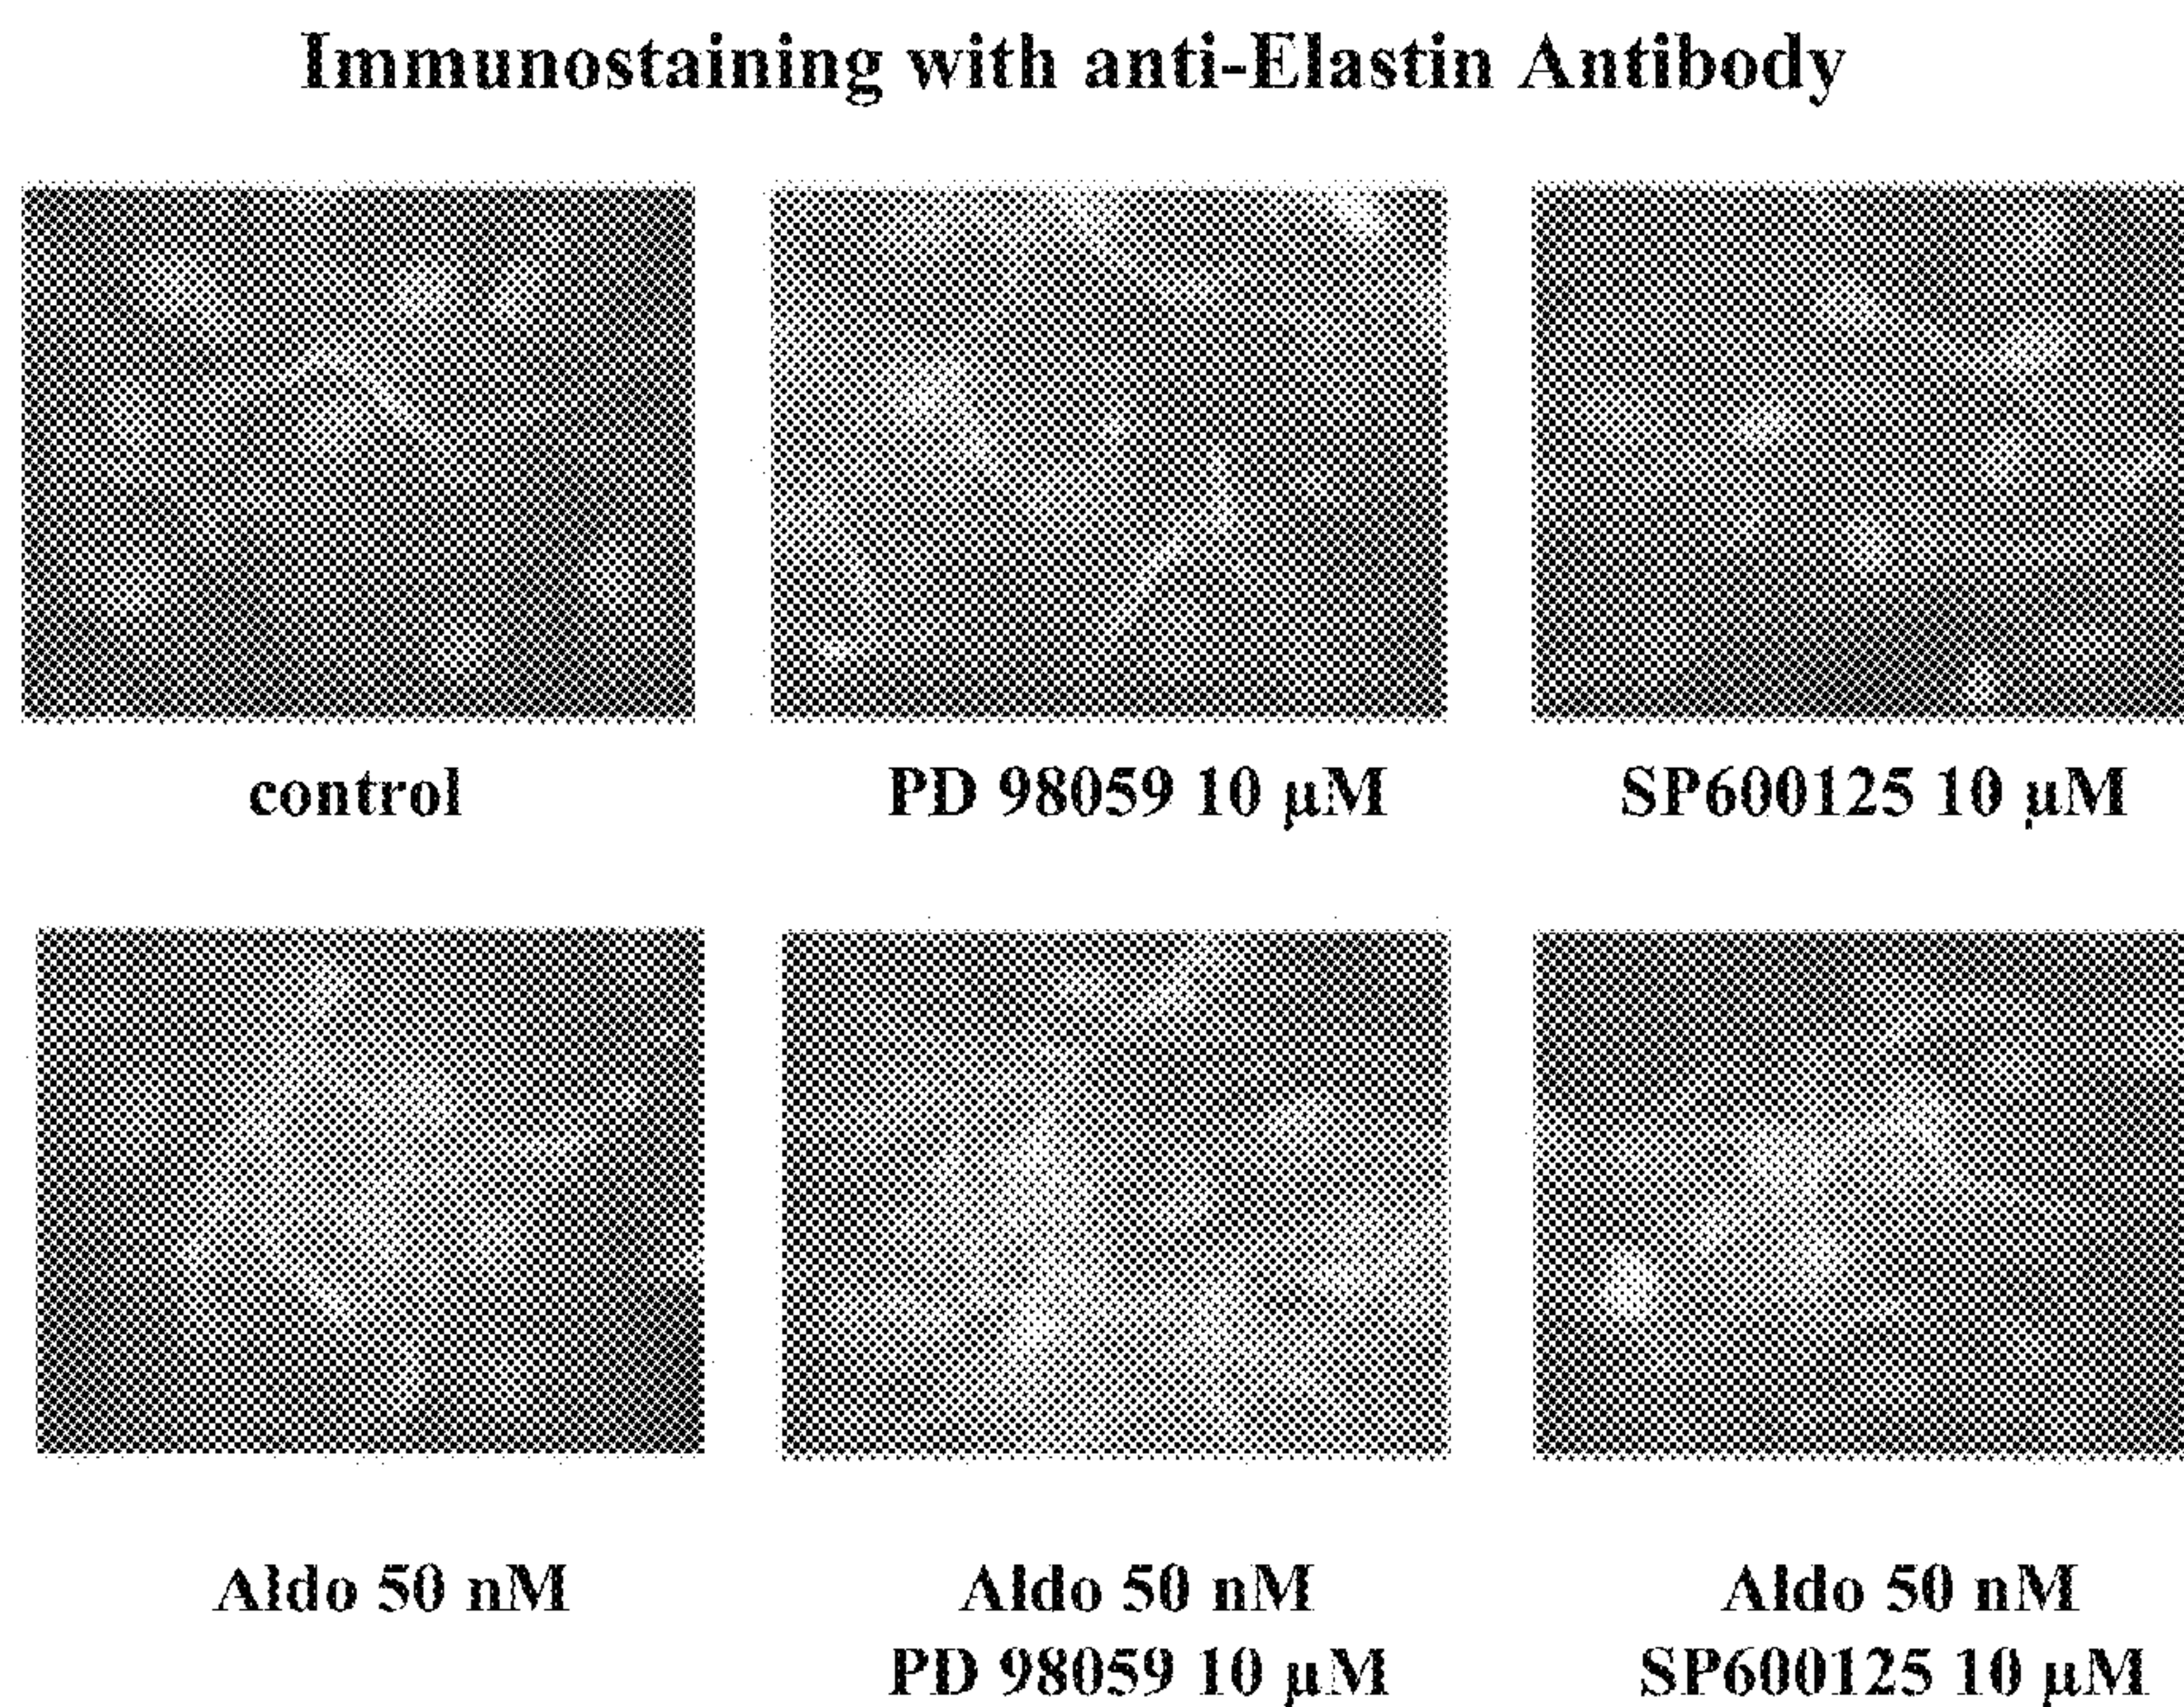 Immunostaining with anti-Elastin Antibody
control
PD 98059 10 µM
SP600125 10 µM
Aldo 50 nM
Aldo 50 nM
PD 98059 10 µM
Aldo 50 nM
SP600125 10 µM